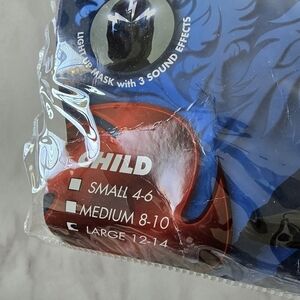 LIGHT UP MASK with 3 SOUND EFFECTS
CHILD
SMALL 4-6
MEDIUM 8-10
LARGE 12-14